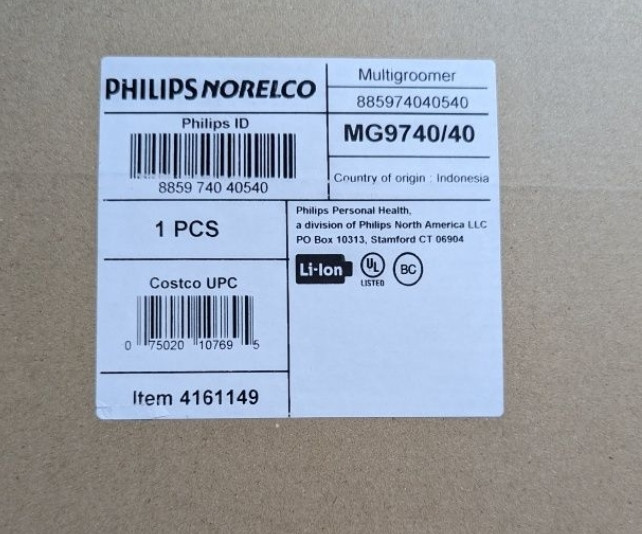 PHILIPS NORELCO
Multigroomer
885974040540
Philips ID
MG9740/40
8859 740 40540
Country of origin : Indonesia
1 PCS
Philips Personal Health,
a division of Philips North America LLC
PO Box 10313, Stamford CT 06904
Li-Ion
UL
LISTED
BC
Costco UPC
0 75020 10769 5
Item 4161149